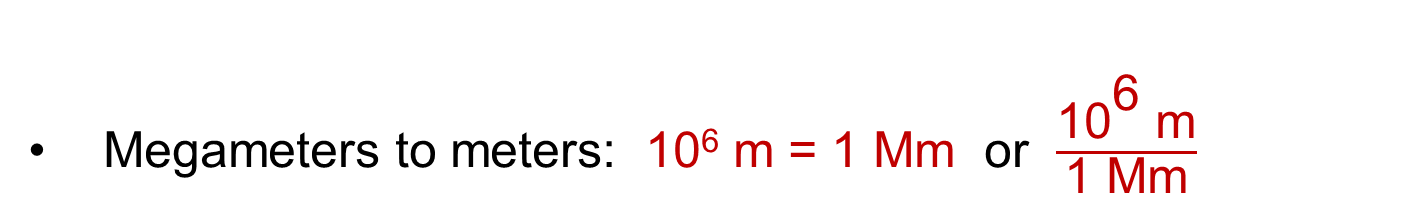 • Megameters to meters: 10⁶ m = 1 Mm or 10⁶ m
1 Mm